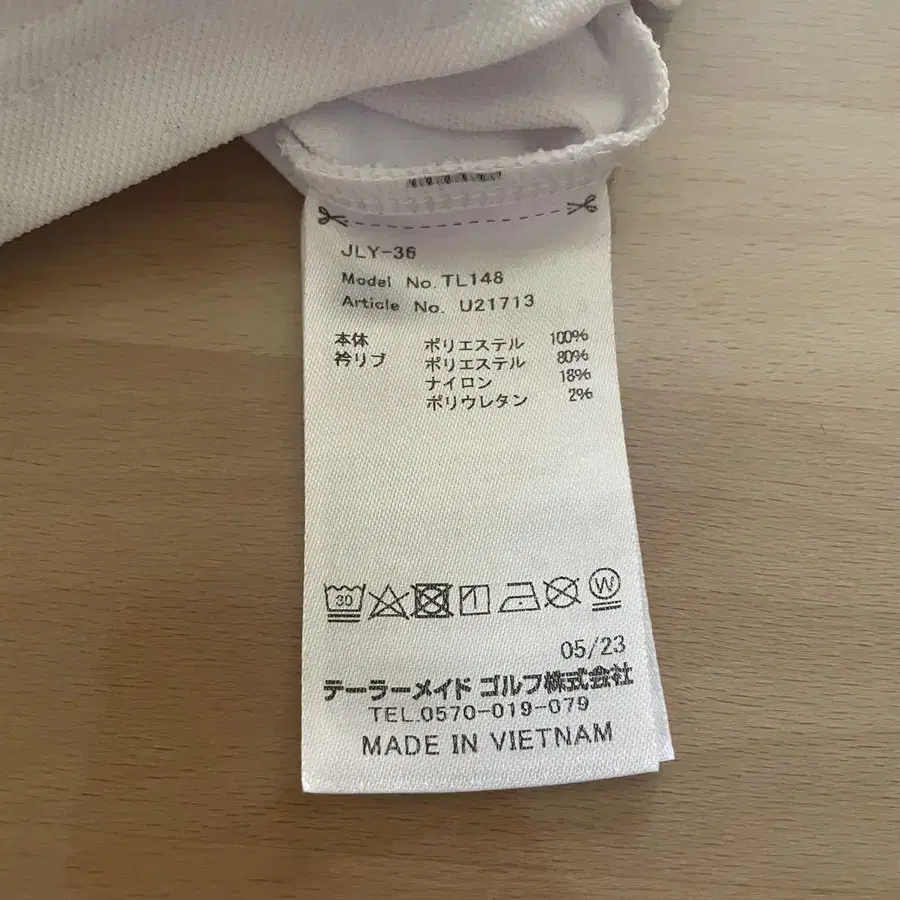 JLY-36
Model No. TL148
Article No. U21713
本体 ポリエステル 100%
衿リブ ポリエステル 80%
ナイロン 18%
ポリウレタン 2%
30 W
05/23
テーラーメイド ゴルフ株式会社
TEL.0570-019-079
MADE IN VIETNAM